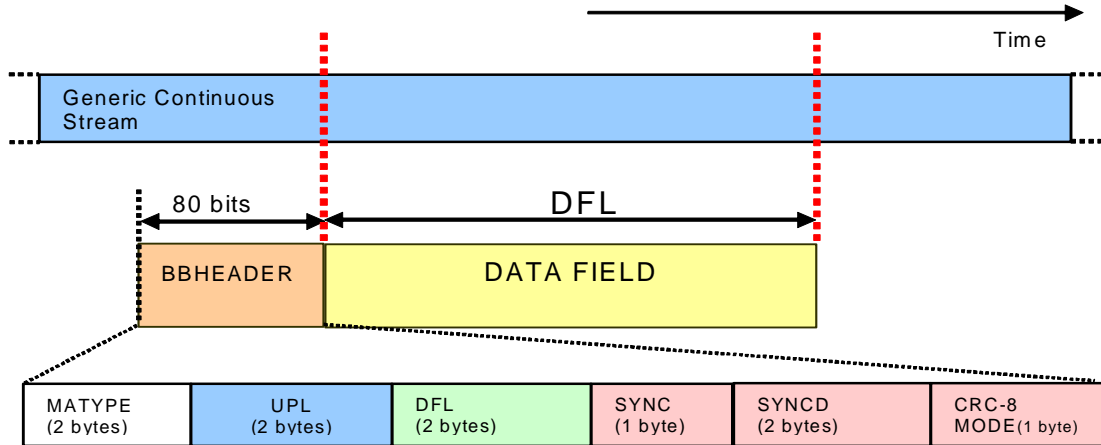 Time
Generic Continuous
Stream
80 bits
DFL
BBHEADER
DATA FIELD
MATYPE
(2 bytes)
UPL
(2 bytes)
DFL
(2 bytes)
SYNC
(1 byte)
SYNCD
(2 bytes)
CRC-8
MODE(1 byte)